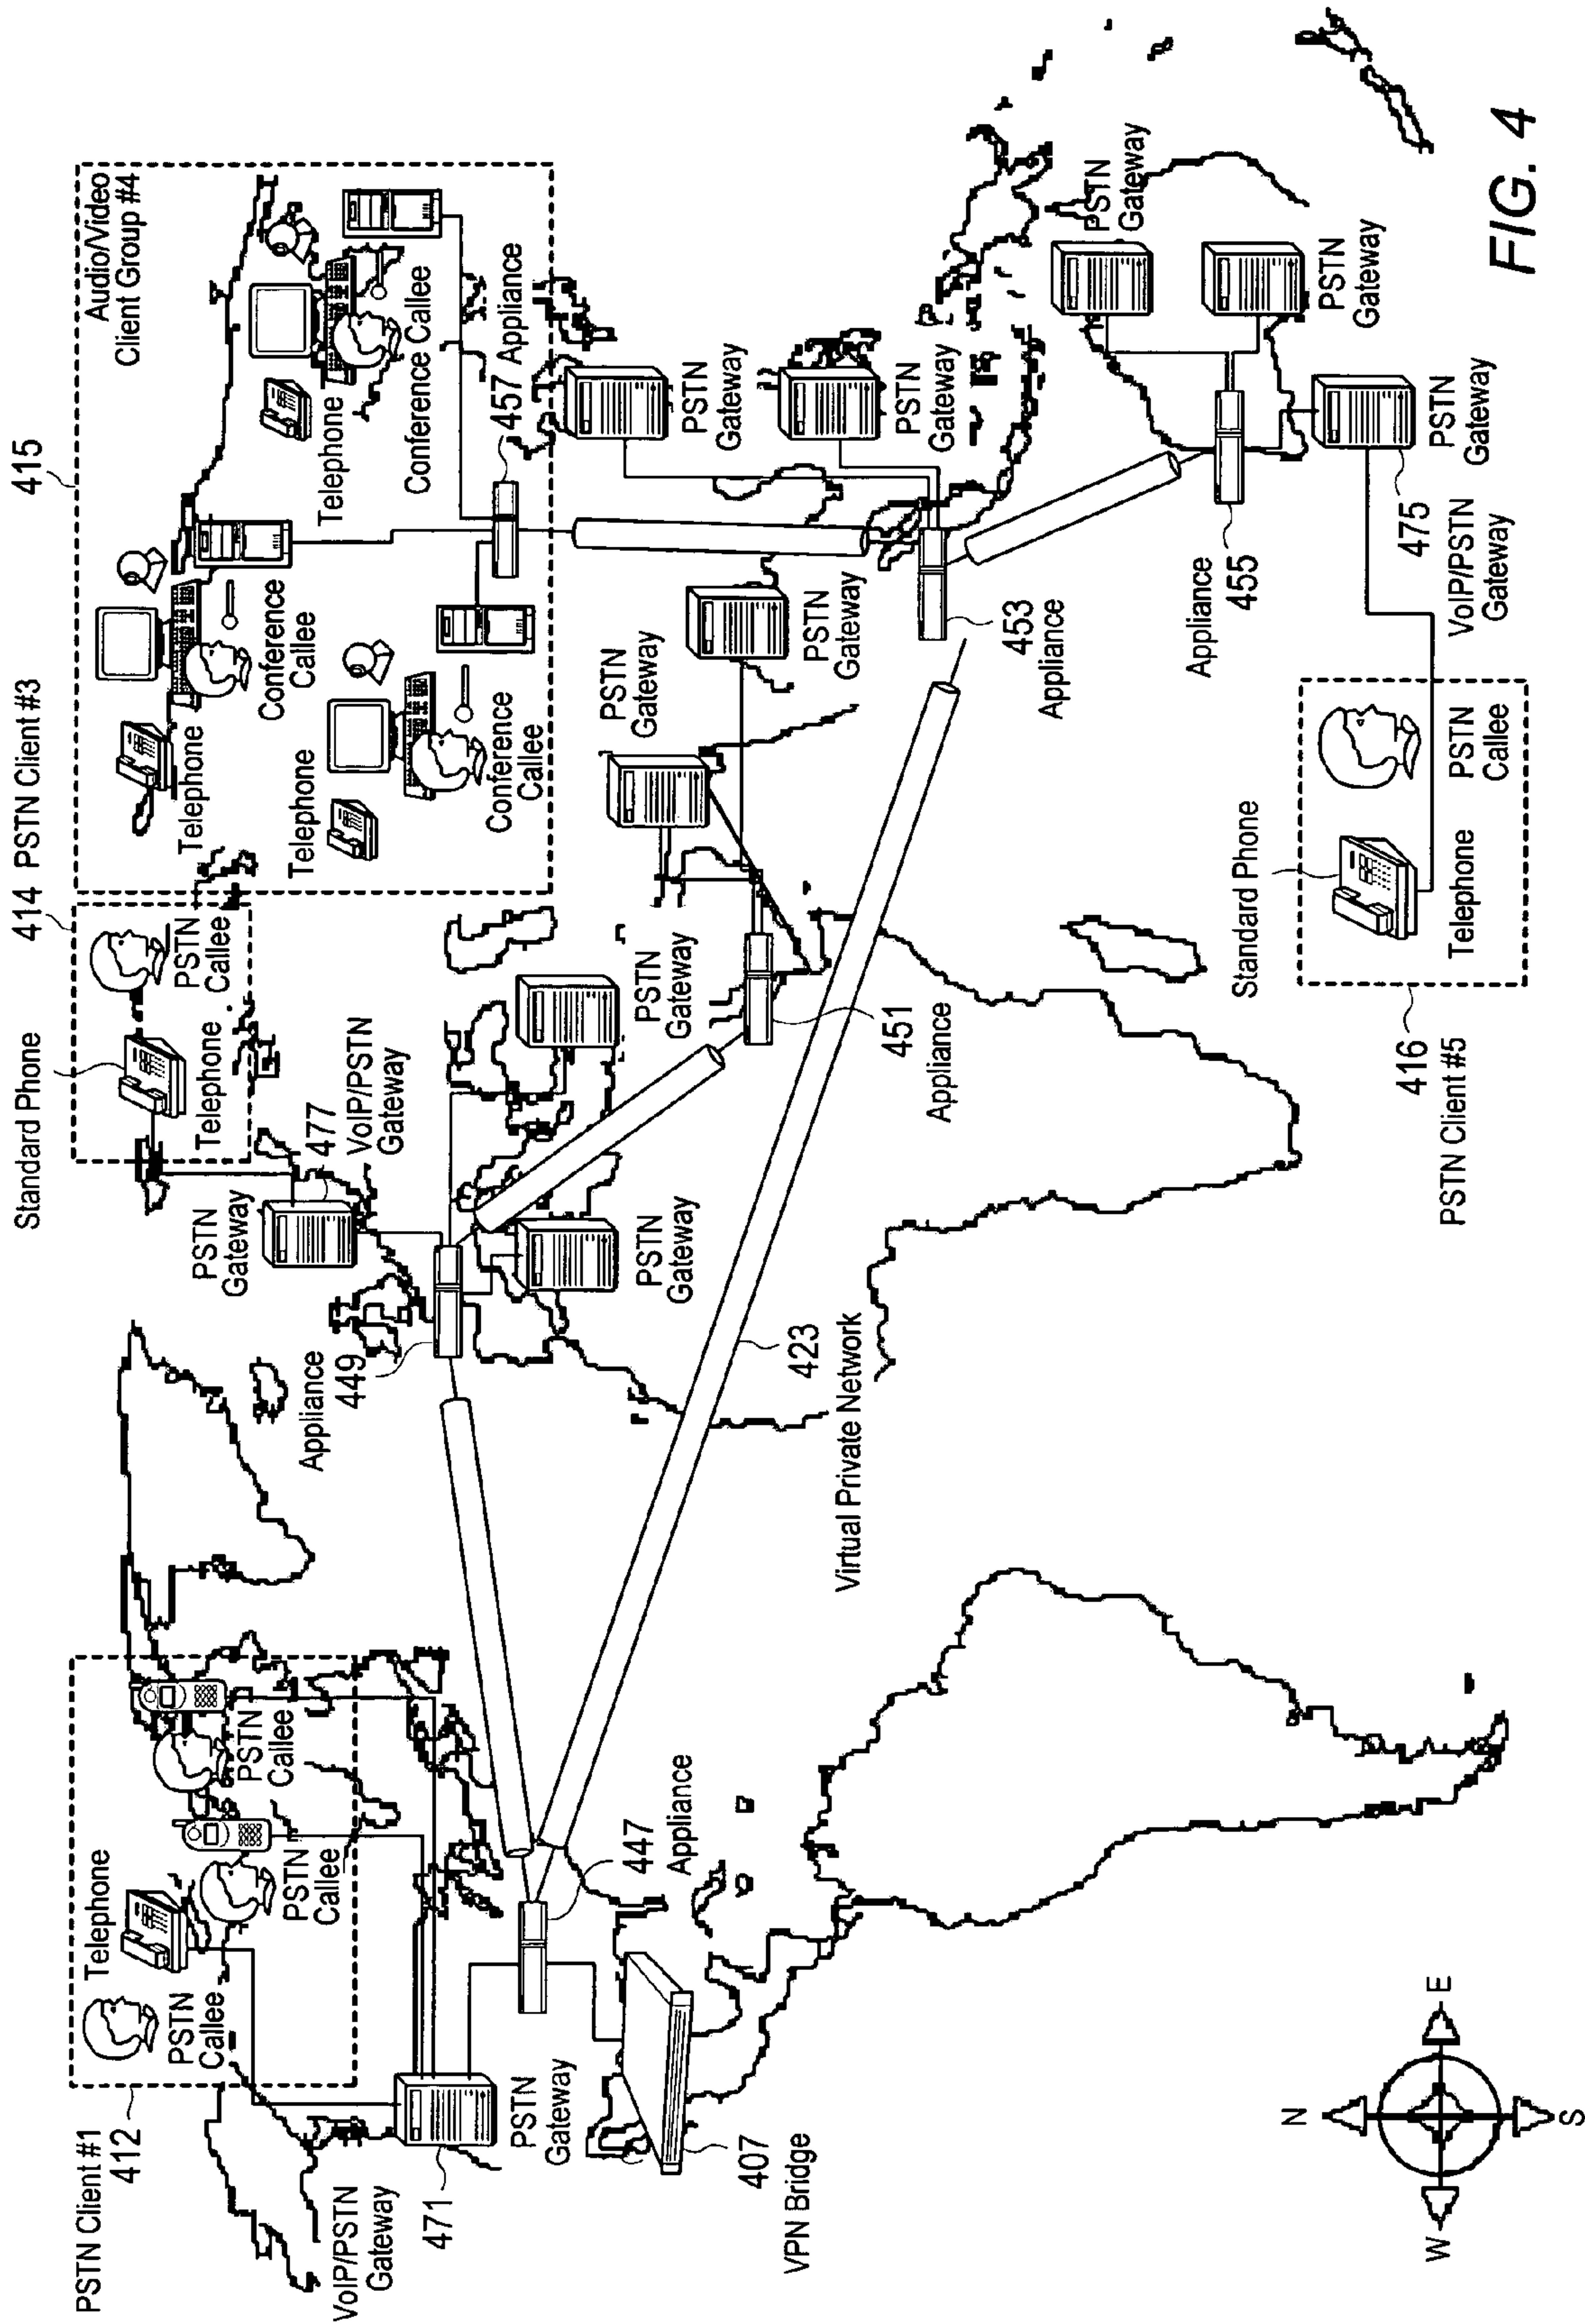 PSTN Client #1
412
Telephone
PSTN
Callee
PSTN
Callee
PSTN
Callee
VoIP/PSTN
Gateway
471
PSTN
Gateway
407
VPN Bridge
447
Appliance
Standard Phone
414 PSTN Client #3
Telephone
PSTN
Callee
PSTN
Gateway
477
VoIP/PSTN
Gateway
Appliance
449
PSTN
Gateway
PSTN
Gateway
415
Audio/Video
Client Group #4
Telephone
Conference
Callee
Telephone
Conference Callee
Telephone
Conference
Callee
457 Appliance
PSTN
Gateway
PSTN
Gateway
PSTN
Gateway
PSTN
Gateway
451
Appliance
453
Appliance
423
Virtual Private Network
PSTN
Gateway
PSTN
Gateway
Appliance
455
475
PSTN
Gateway
VoIP/PSTN
Gateway
Standard Phone
Telephone
PSTN
Callee
416
PSTN Client #5
N
W
E
S
FIG. 4